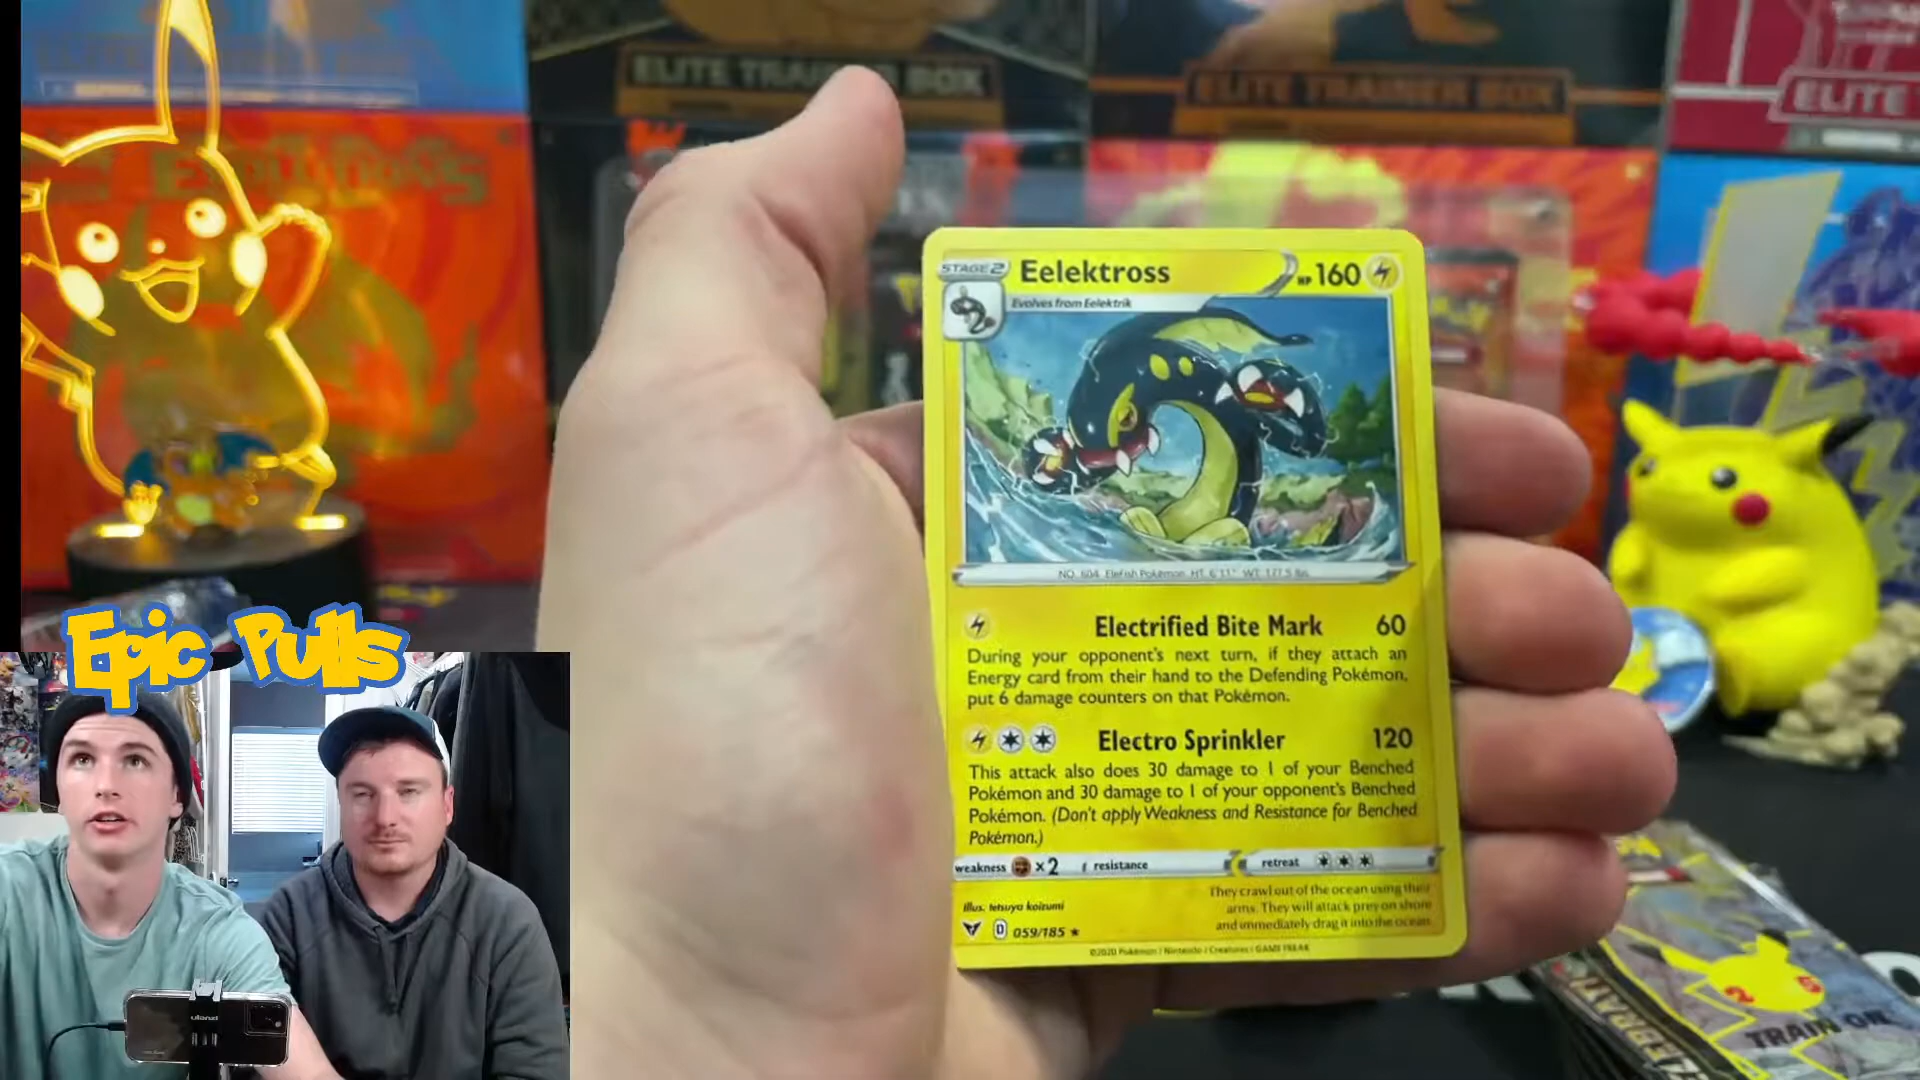 ELITE TRAINER BOX
ELITE TRAINER BOX
ELITE
EVOLUTIONS
STAGE 2
Eelektross
HP 160
Evolves from Eelektrik
NO. 604 EleFish Pokémon HT: 6'11" WT: 177.5 lbs.
Electrified Bite Mark 60
During your opponent's next turn, if they attach an
Energy card from their hand to the Defending Pokémon,
put 6 damage counters on that Pokémon.
Electro Sprinkler 120
This attack also does 30 damage to 1 of your Benched
Pokémon and 30 damage to 1 of your opponent's Benched
Pokémon. (Don't apply Weakness and Resistance for Benched
Pokémon.)
weakness ×2 resistance retreat
Illus. tetsuya koizumi
They crawl out of the ocean using their
arms. They will attack prey on shore
and immediately drag it into the ocean.
D 059/185 ★
©2020 Pokémon / Nintendo / Creatures / GAME FREAK
Epic Pulls
ulanzi
2 5
TRAIN ON